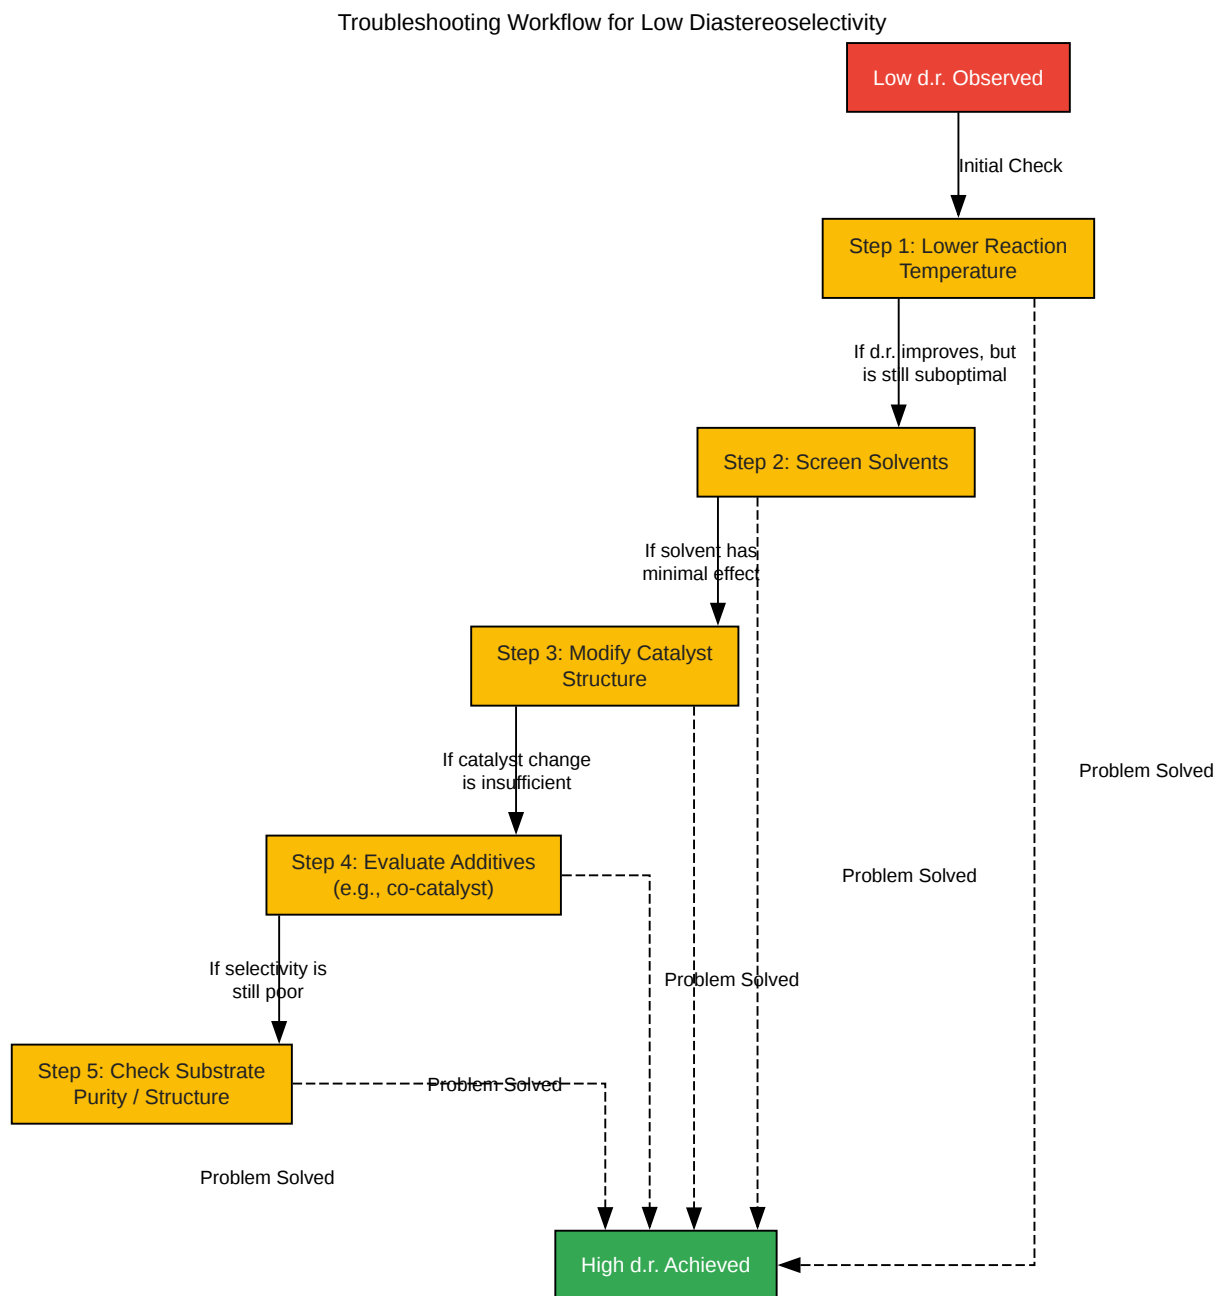 Troubleshooting Workflow for Low Diastereoselectivity
Low d.r. Observed
Initial Check
Step 1: Lower Reaction
Temperature
If d.r. improves, but
is still suboptimal
Step 2: Screen Solvents
If solvent has
minimal effect
Step 3: Modify Catalyst
Structure
If catalyst change
is insufficient
Problem Solved
Step 4: Evaluate Additives
(e.g., co-catalyst)
Problem Solved
If selectivity is
still poor
Problem Solved
Step 5: Check Substrate
Purity / Structure
Problem Solved
Problem Solved
High d.r. Achieved